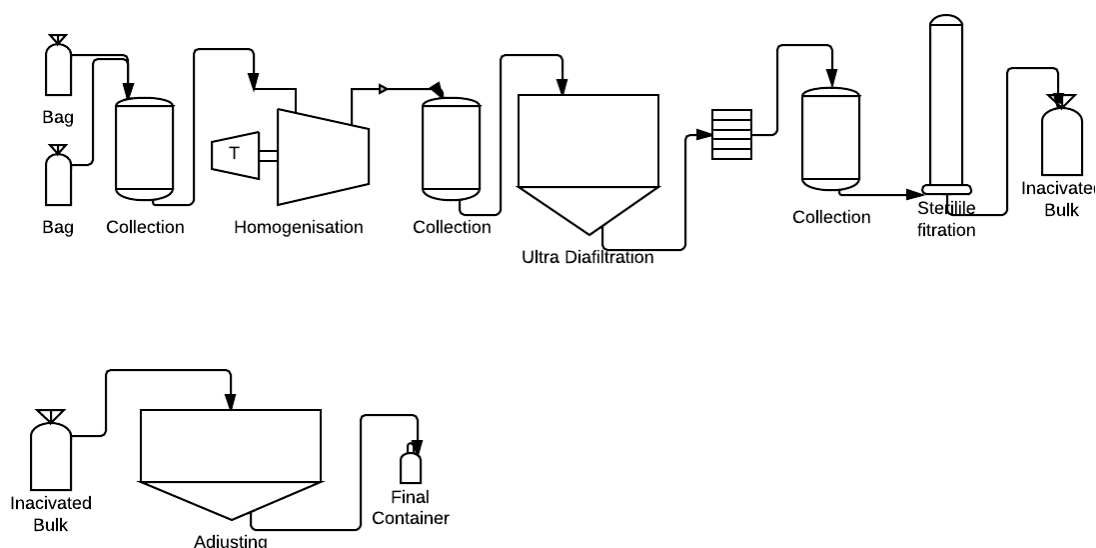 Bag
T
Bag
Collection
Homogenisation
Collection
Ultra Diafiltration
Collection
Sterilile
fitration
Inacivated
Bulk
Inacivated
Bulk
Adjusting
Final
Container